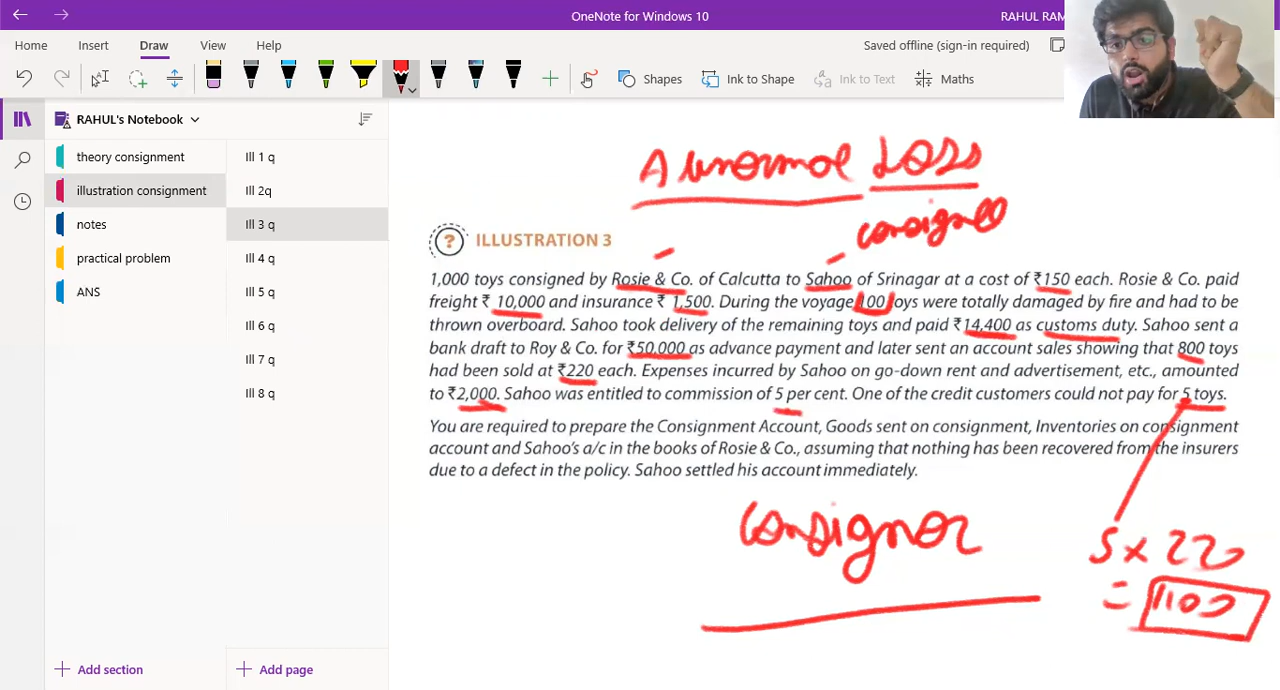 OneNote for Windows 10
RAHUL RAM
Home Insert Draw View Help
Saved offline (sign-in required)
Shapes Ink to Shape Ink to Text Maths
RAHUL's Notebook
theory consignment
illustration consignment
notes
practical problem
ANS
Ill 1 q
Ill 2q
Ill 3 q
Ill 4 q
Ill 5 q
Ill 6 q
Ill 7 q
Ill 8 q
Abnormal Loss
consignee
? ILLUSTRATION 3
1,000 toys consigned by Rosie & Co. of Calcutta to Sahoo of Srinagar at a cost of ₹150 each. Rosie & Co. paid
freight ₹ 10,000 and insurance ₹ 1,500. During the voyage 100 toys were totally damaged by fire and had to be
thrown overboard. Sahoo took delivery of the remaining toys and paid ₹14,400 as customs duty. Sahoo sent a
bank draft to Roy & Co. for ₹50,000 as advance payment and later sent an account sales showing that 800 toys
had been sold at ₹220 each. Expenses incurred by Sahoo on go-down rent and advertisement, etc., amounted
to ₹2,000. Sahoo was entitled to commission of 5 per cent. One of the credit customers could not pay for 5 toys.
You are required to prepare the Consignment Account, Goods sent on consignment, Inventories on consignment
account and Sahoo's a/c in the books of Rosie & Co., assuming that nothing has been recovered from the insurers
due to a defect in the policy. Sahoo settled his account immediately.
consignor
5 x 220
= 1100
Add section
Add page